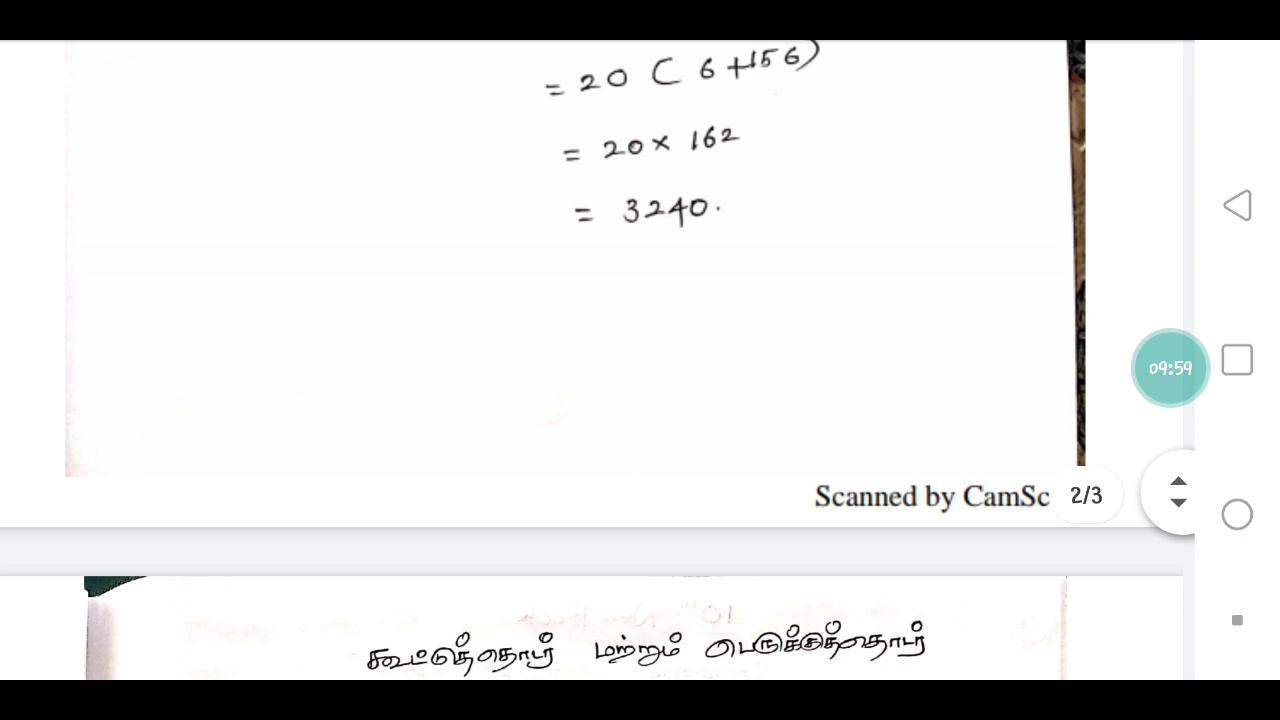 = 20 ( 6 + 156)
= 20 × 162
= 3240.
09:59
Scanned by CamSc
2/3
கூட்டுத்தொடர் மற்றும் பெருக்குத்தொடர்